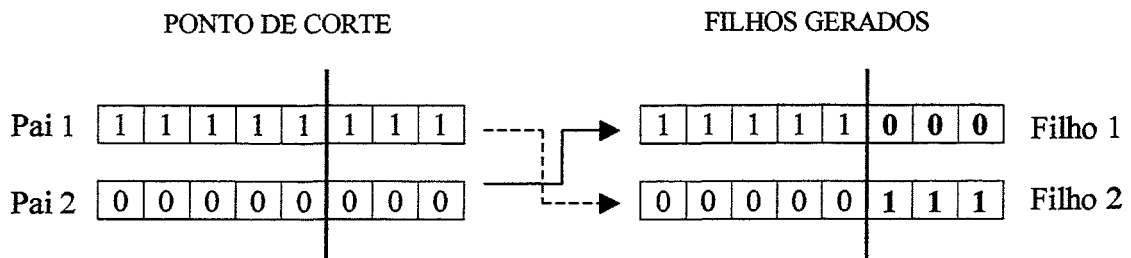 PONTO DE CORTE FILHOS GERADOS
Pai 1 1 1 1 1 1 1 1 1 1 1 1 1 1 0 0 0 Filho 1
Pai 2 0 0 0 0 0 0 0 0 0 0 0 0 0 1 1 1 Filho 2